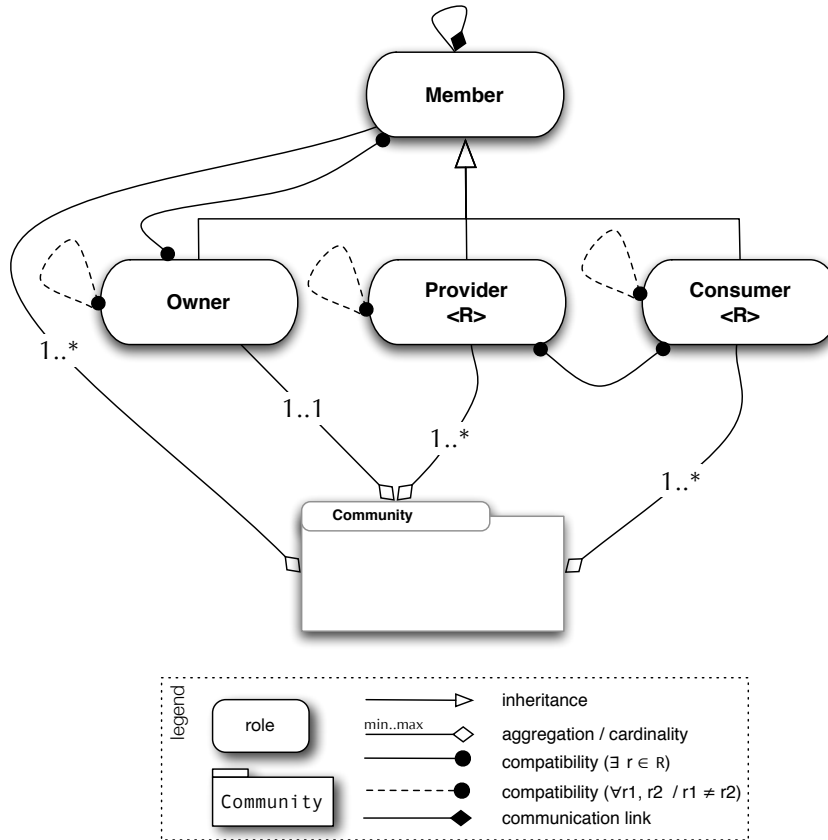 Member
Owner
Provider
<R>
Consumer
<R>
1..*
1..1
1..*
1..*
Community
legend
role
Community
inheritance
min..max
aggregation / cardinality
compatibility (∃ r ∈ R)
compatibility (∀r1, r2 / r1 ≠ r2)
communication link